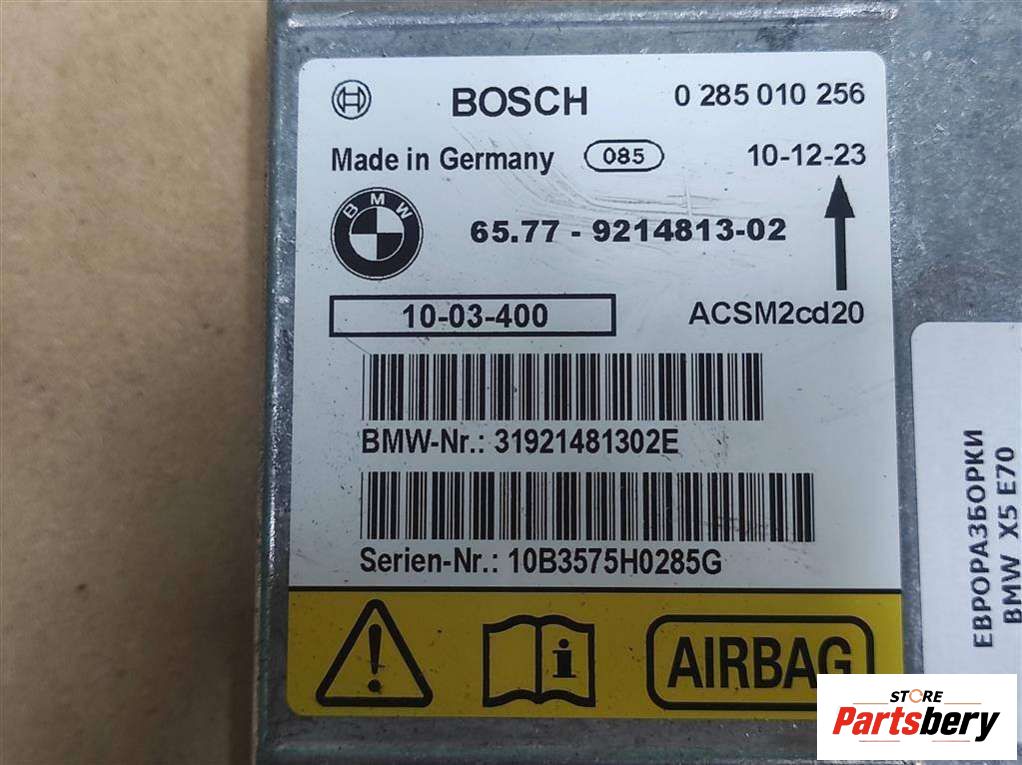 BOSCH 0 285 010 256
Made in Germany 085 10-12-23
BMW
65.77 - 9214813-02
10-03-400 ACSM2cd20
BMW-Nr.: 31921481302E
Serien-Nr.: 10B3575H0285G
AIRBAG
ЕВРОРАЗБОРКИ
BMW X5 E70
STORE
Partsbery